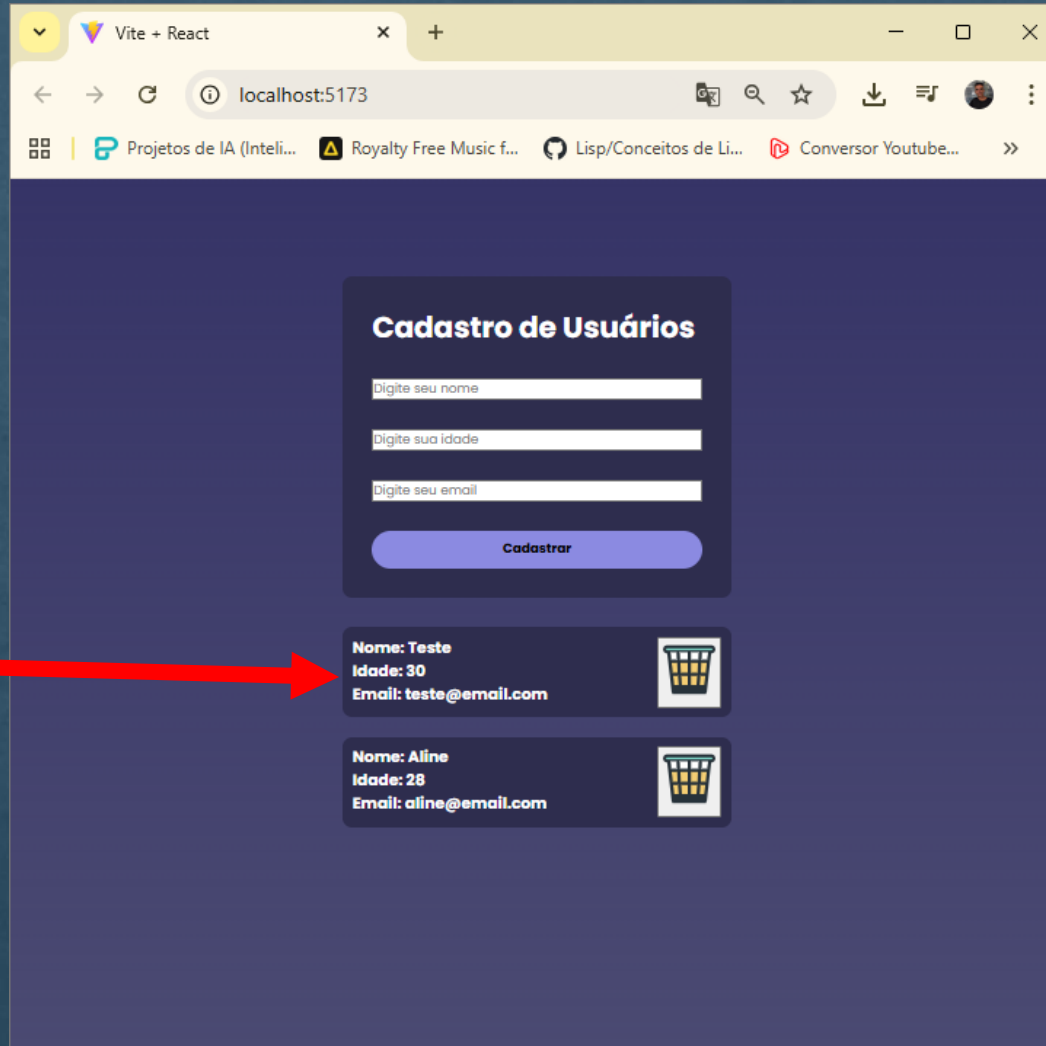 Vite + React
localhost:5173
Projetos de IA (Inteli... Royalty Free Music f... Lisp/Conceitos de Li... Conversor Youtube...
Cadastro de Usuários
Digite seu nome
Digite sua idade
Digite seu email
Cadastrar
Nome: Teste
Idade: 30
Email: teste@email.com
Nome: Aline
Idade: 28
Email: aline@email.com